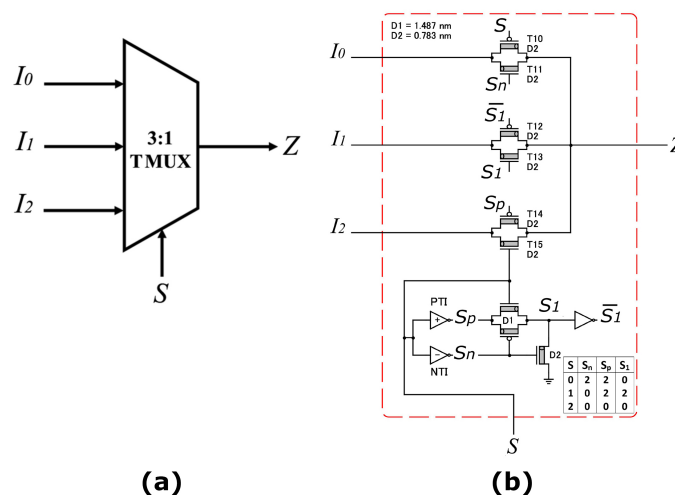 I0
I1
I2
3:1
TMUX
Z
S
(a)
D1 = 1.487 nm
D2 = 0.783 nm
S
T10
D2
I0
T11
D2
Sn
S̅1̅
T12
D2
I1
T13
D2
S1
Z
Sp
T14
D2
I2
T15
D2
PTI
+
Sp
D1
S1
S̅1̅
−
Sn
NTI
D2
S Sn Sp S1
0 2 2 0
1 0 2 2
2 0 0 0
S
(b)